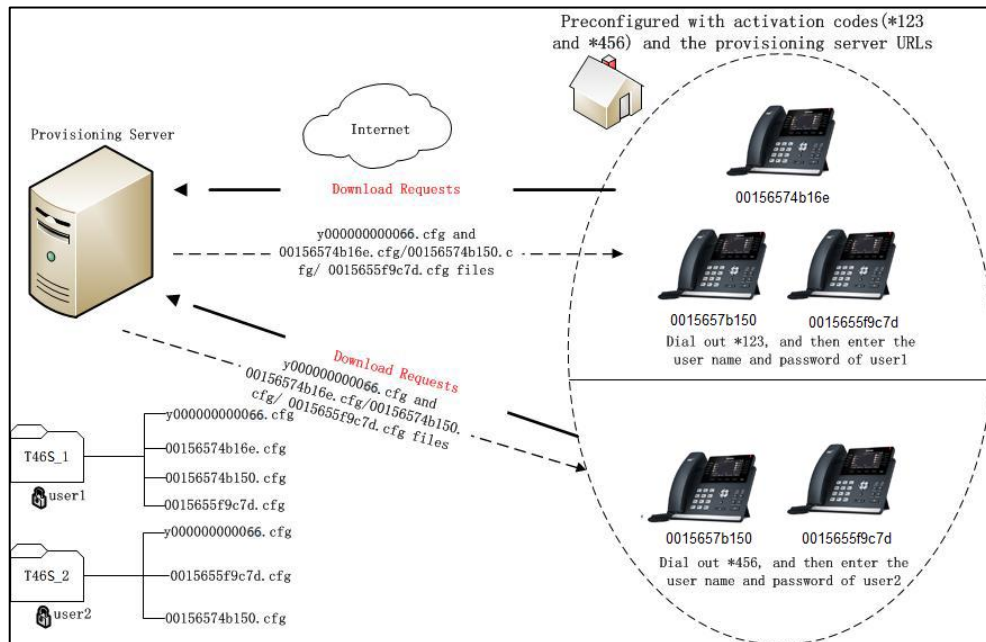 Preconfigured with activation codes(*123
and *456) and the provisioning server URLs
Internet
Provisioning Server
Download Requests
00156574b16e
y000000000066.cfg and
00156574b16e.cfg/00156574b150.c
fg/ 0015655f9c7d.cfg files
0015657b150
0015655f9c7d
Dial out *123, and then enter the
user name and password of user1
Download Requests
y000000000066.cfg and
00156574b16e.cfg/00156574b150.
cfg/ 0015655f9c7d.cfg files
T46S_1
user1
y000000000066.cfg
00156574b16e.cfg
00156574b150.cfg
0015655f9c7d.cfg
0015657b150
0015655f9c7d
Dial out *456, and then enter the
user name and password of user2
T46S_2
user2
y000000000066.cfg
0015655f9c7d.cfg
00156574b150.cfg